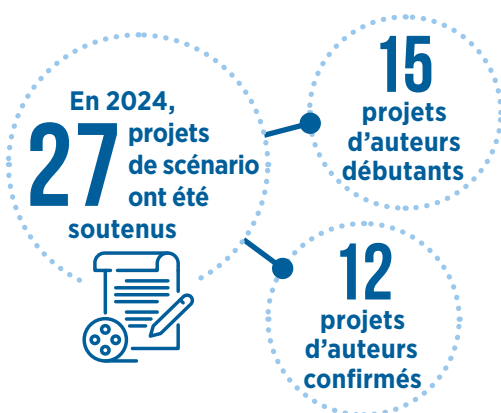 En 2024,
27 projets
de scénario
ont été
soutenus
15
projets
d'auteurs
débutants
12
projets
d'auteurs
confirmés